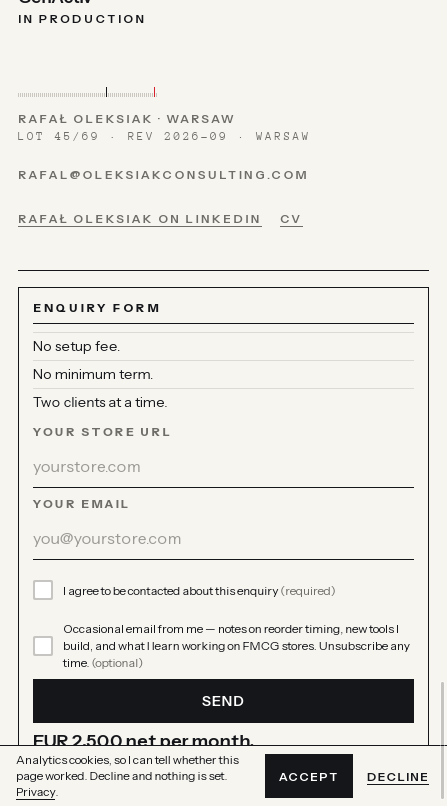 IN PRODUCTION
RAFAŁ OLEKSIAK · WARSAW
LOT 45/69 · REV 2026—09 · WARSAW
RAFAL@OLEKSIAKCONSULTING.COM
RAFAŁ OLEKSIAK ON LINKEDIN CV
ENQUIRY FORM
No setup fee.
No minimum term.
Two clients at a time.
YOUR STORE URL
yourstore.com
YOUR EMAIL
you@yourstore.com
I agree to be contacted about this enquiry (required)
Occasional email from me — notes on reorder timing, new tools I
build, and what I learn working on FMCG stores. Unsubscribe any
time. (optional)
SEND
EUR 2,500 net per month.
Analytics cookies, so I can tell whether this
page worked. Decline and nothing is set.
Privacy.
ACCEPT
DECLINE